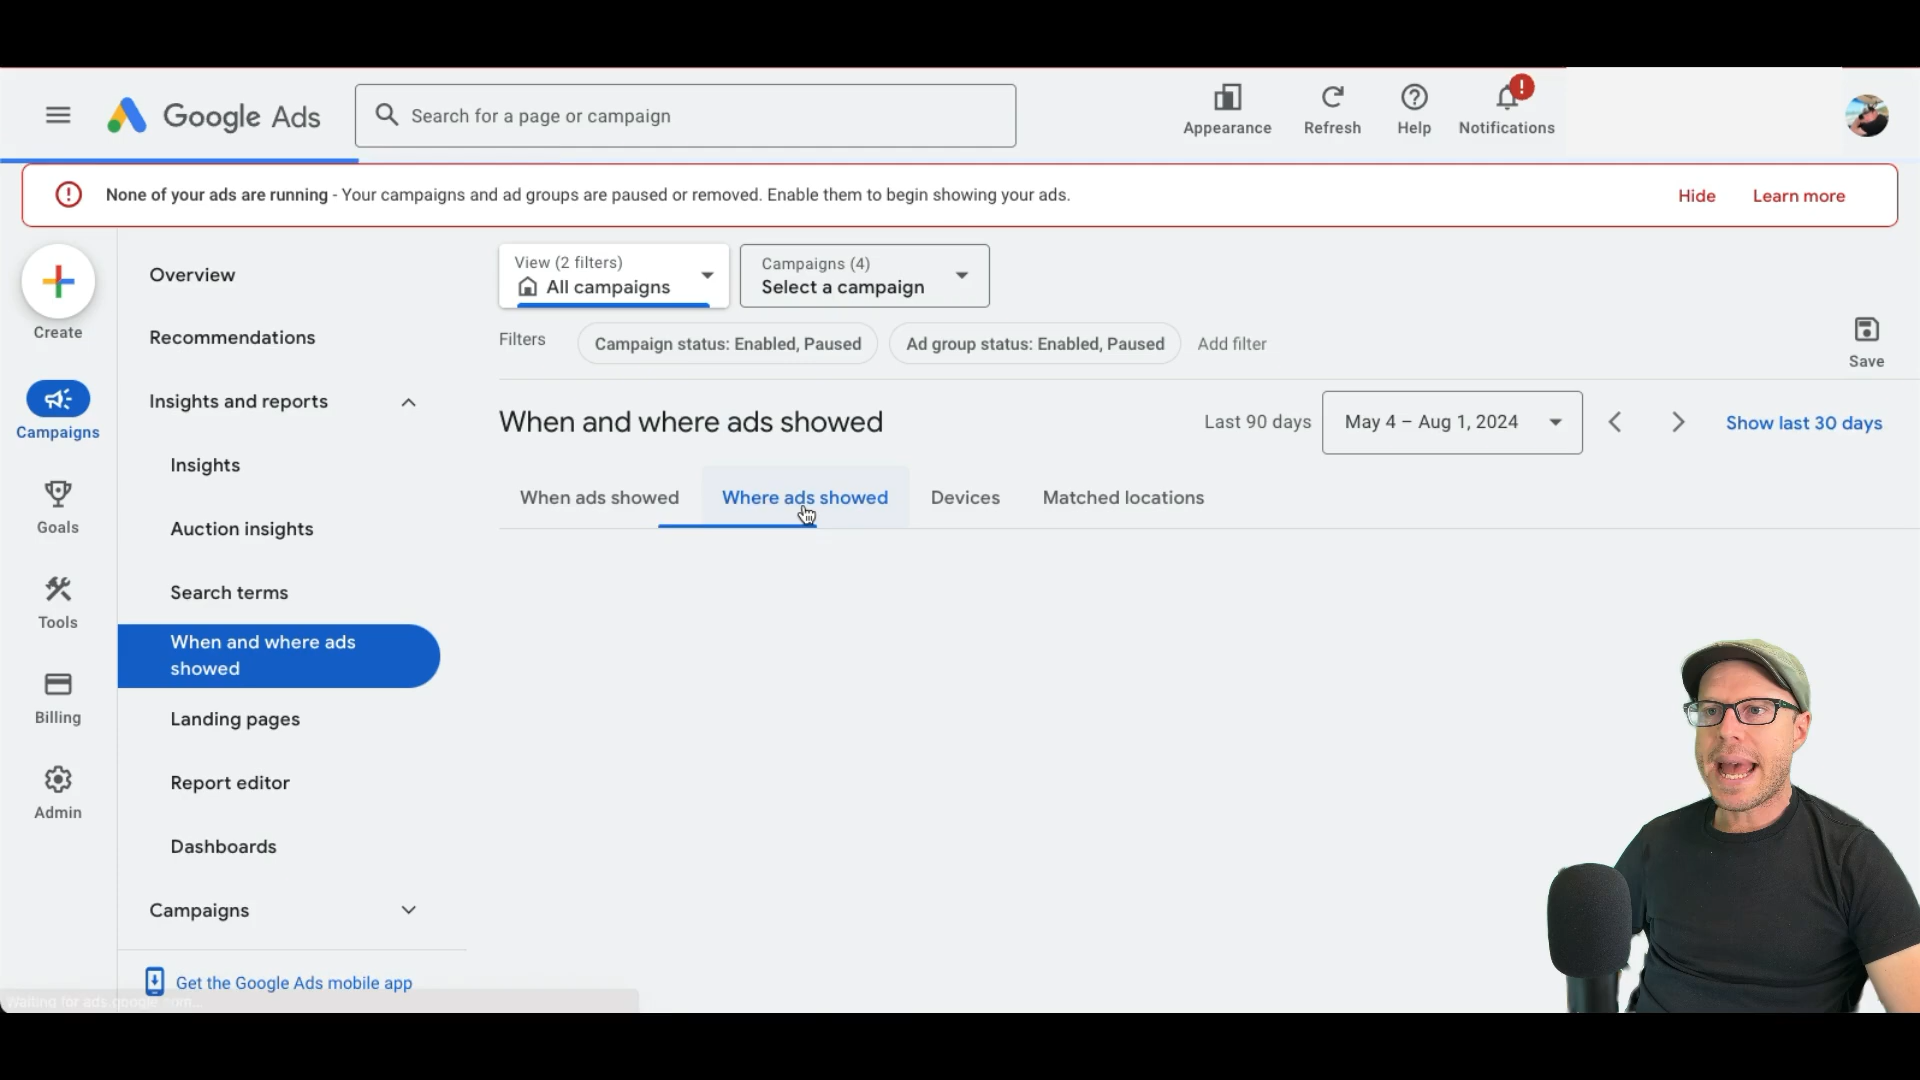 Google Ads
Search for a page or campaign
Appearance
Refresh
Help
!
Notifications
None of your ads are running - Your campaigns and ad groups are paused or removed. Enable them to begin showing your ads.
Hide
Learn more
Create
Campaigns
Goals
Tools
Billing
Admin
Overview
Recommendations
Insights and reports
Insights
Auction insights
Search terms
When and where ads
showed
Landing pages
Report editor
Dashboards
Campaigns
Get the Google Ads mobile app
View (2 filters)
All campaigns
Campaigns (4)
Select a campaign
Filters
Campaign status: Enabled, Paused
Ad group status: Enabled, Paused
Add filter
Save
When and where ads showed
Last 90 days
May 4 – Aug 1, 2024
Show last 30 days
When ads showed
Where ads showed
Devices
Matched locations
Waiting for ads.google.com...